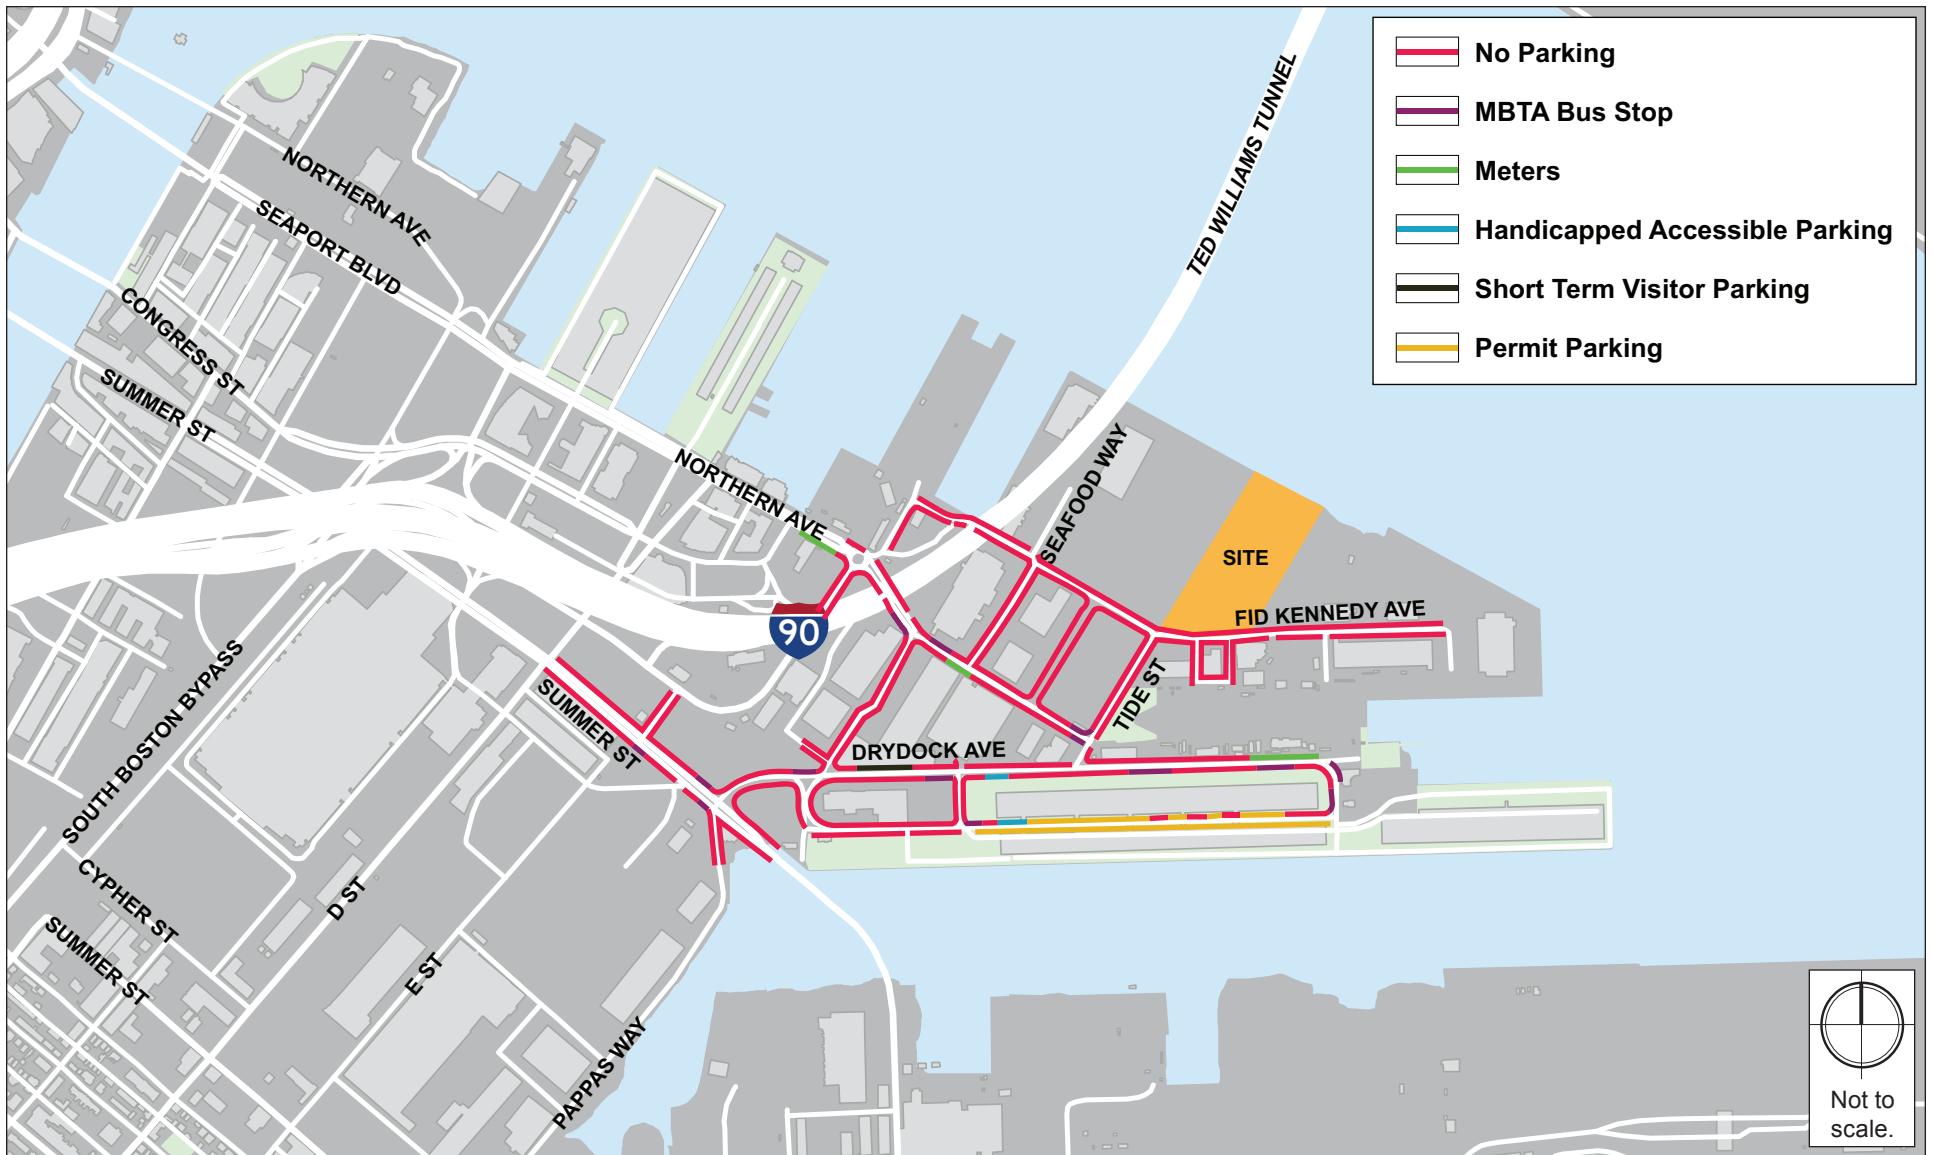 No Parking
MBTA Bus Stop
Meters
Handicapped Accessible Parking
Short Term Visitor Parking
Permit Parking
TED WILLIAMS TUNNEL
NORTHERN AVE
SEAPORT BLVD
CONGRESS ST
SUMMER ST
NORTHERN AVE
SEAFOOD WAY
SITE
FID KENNEDY AVE
90
TIDE ST
SUMMER ST
DRYDOCK AVE
SOUTH BOSTON BYPASS
CYPHER ST
D ST
SUMMER ST
E ST
PAPPAS WAY
Not to
scale.